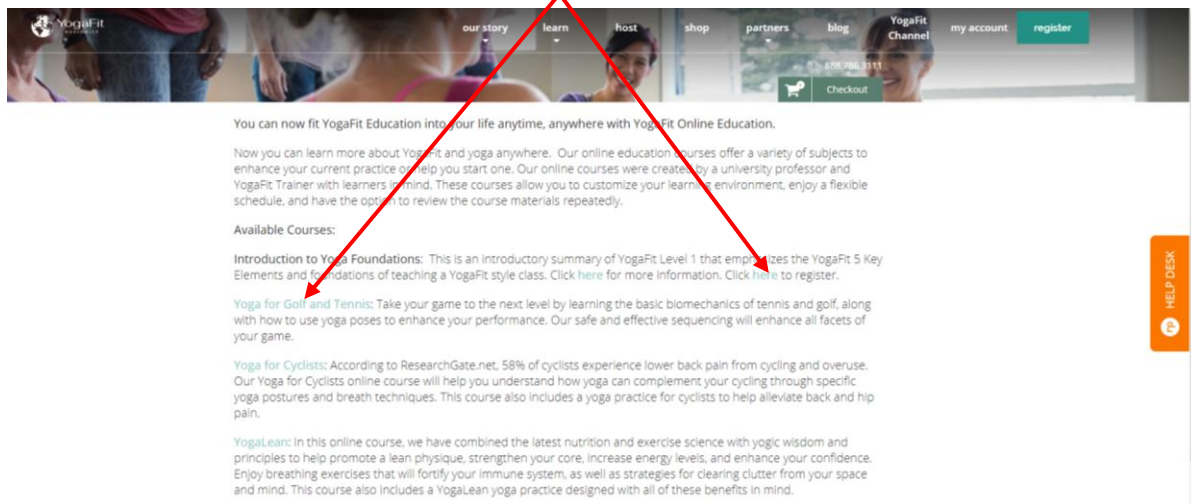 YogaFit
WORLDWIDE
our story learn host shop partners blog YogaFit Channel my account register
888.786.3111
Checkout
You can now fit YogaFit Education into your life anytime, anywhere with YogaFit Online Education.
Now you can learn more about YogaFit and yoga anywhere. Our online education courses offer a variety of subjects to
enhance your current practice or help you start one. Our online courses were created by a university professor and
YogaFit Trainer with learners in mind. These courses allow you to customize your learning environment, enjoy a flexible
schedule, and have the option to review the course materials repeatedly.
Available Courses:
Introduction to Yoga Foundations: This is an introductory summary of YogaFit Level 1 that emphasizes the YogaFit 5 Key
Elements and foundations of teaching a YogaFit style class. Click here for more information. Click here to register.
Yoga for Golf and Tennis: Take your game to the next level by learning the basic biomechanics of tennis and golf, along
with how to use yoga poses to enhance your performance. Our safe and effective sequencing will enhance all facets of
your game.
Yoga for Cyclists: According to ResearchGate.net, 58% of cyclists experience lower back pain from cycling and overuse.
Our Yoga for Cyclists online course will help you understand how yoga can complement your cycling through specific
yoga postures and breath techniques. This course also includes a yoga practice for cyclists to help alleviate back and hip
pain.
YogaLean: In this online course, we have combined the latest nutrition and exercise science with yogic wisdom and
principles to help promote a lean physique, strengthen your core, increase energy levels, and enhance your confidence.
Enjoy breathing exercises that will fortify your immune system, as well as strategies for clearing clutter from your space
and mind. This course also includes a YogaLean yoga practice designed with all of these benefits in mind.
HELP DESK